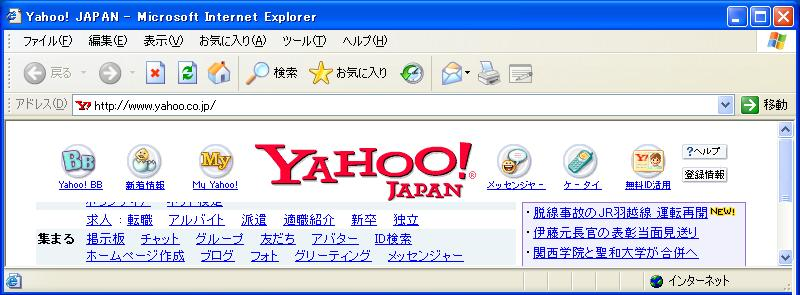 Yahoo! JAPAN - Microsoft Internet Explorer
ファイル(F) 編集(E) 表示(V) お気に入り(A) ツール(T) ヘルプ(H)
戻る 検索 お気に入り
アドレス(D) http://www.yahoo.co.jp/ 移動
BB My YAHOO! JAPAN ® Y! ?ヘルプ
Yahoo! BB 新着情報 My Yahoo! メッセンジャー ケータイ 無料ID活用 登録情報
求人:転職 アルバイト 派遣 適職紹介 新卒 独立
集まる 掲示板 チャット グループ 友だち アバター ID検索
ホームページ作成 ブログ フォト グリーティング メッセンジャー
・脱線事故のJR羽越線 運転再開 NEW!
・伊藤元長官の表彰当面見送り
・関西学院と聖和大学が合併へ
インターネット